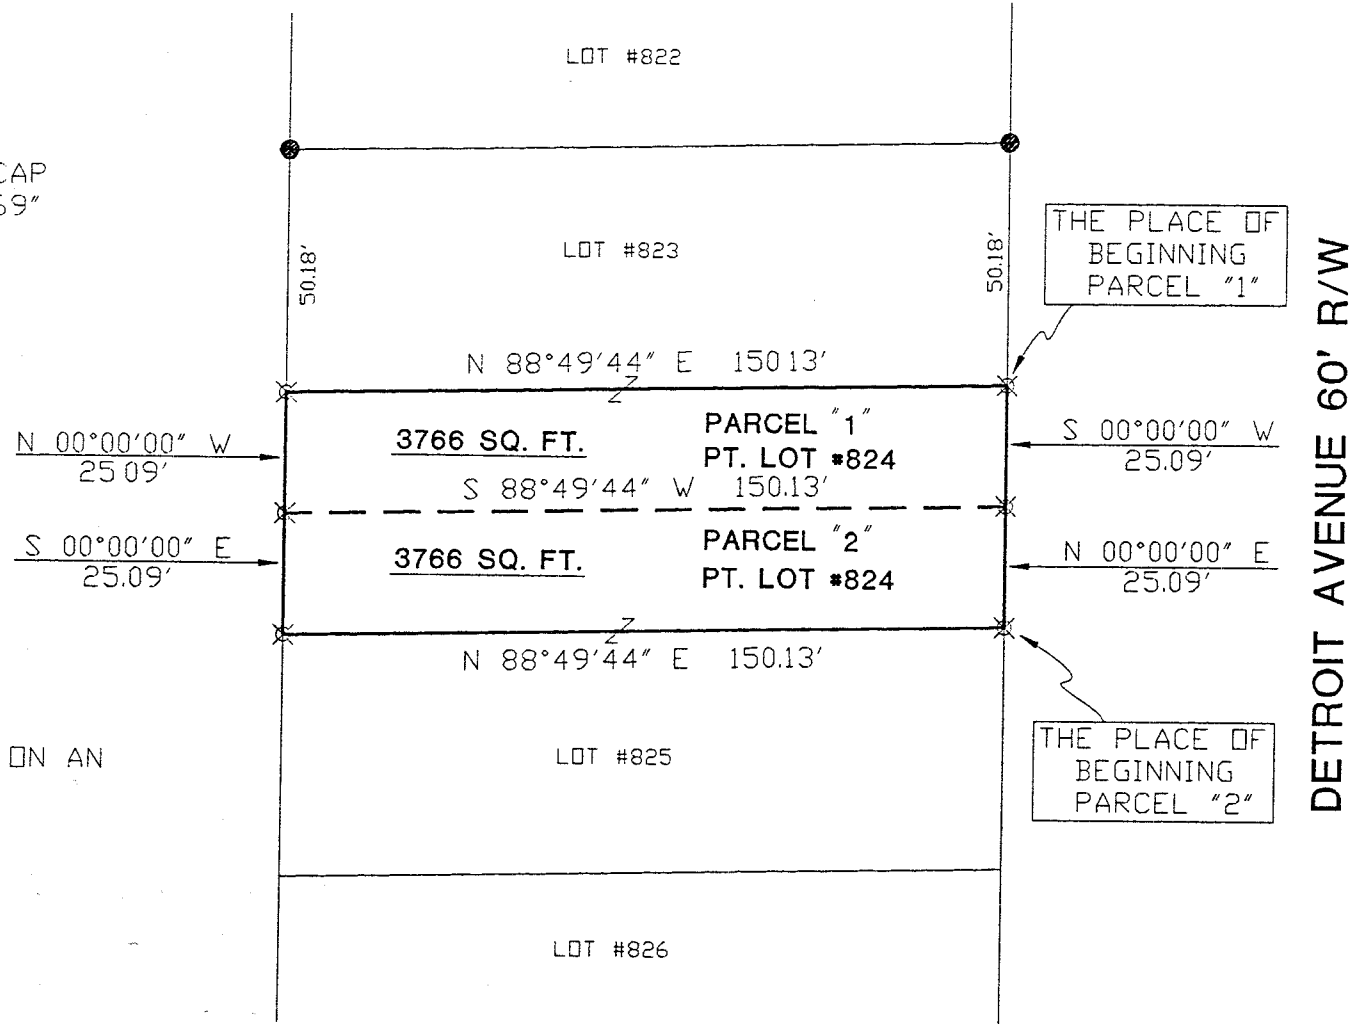 LOT #822
CAP
69"
LOT #823
50.18'
50.18'
THE PLACE OF
BEGINNING
PARCEL "1"
DETROIT AVENUE 60' R/W
N 88°49'44" E 150 13'
Z
3766 SQ. FT.
PARCEL "1"
PT. LOT #824
N 00°00'00" W
25 09'
S 00°00'00" W
25.09'
S 88°49'44" W 150.13'
S 00°00'00" E
25.09'
3766 SQ. FT.
PARCEL "2"
PT. LOT #824
N 00°00'00" E
25.09'
Z
N 88°49'44" E 150.13'
THE PLACE OF
BEGINNING
PARCEL "2"
ON AN
LOT #825
LOT #826